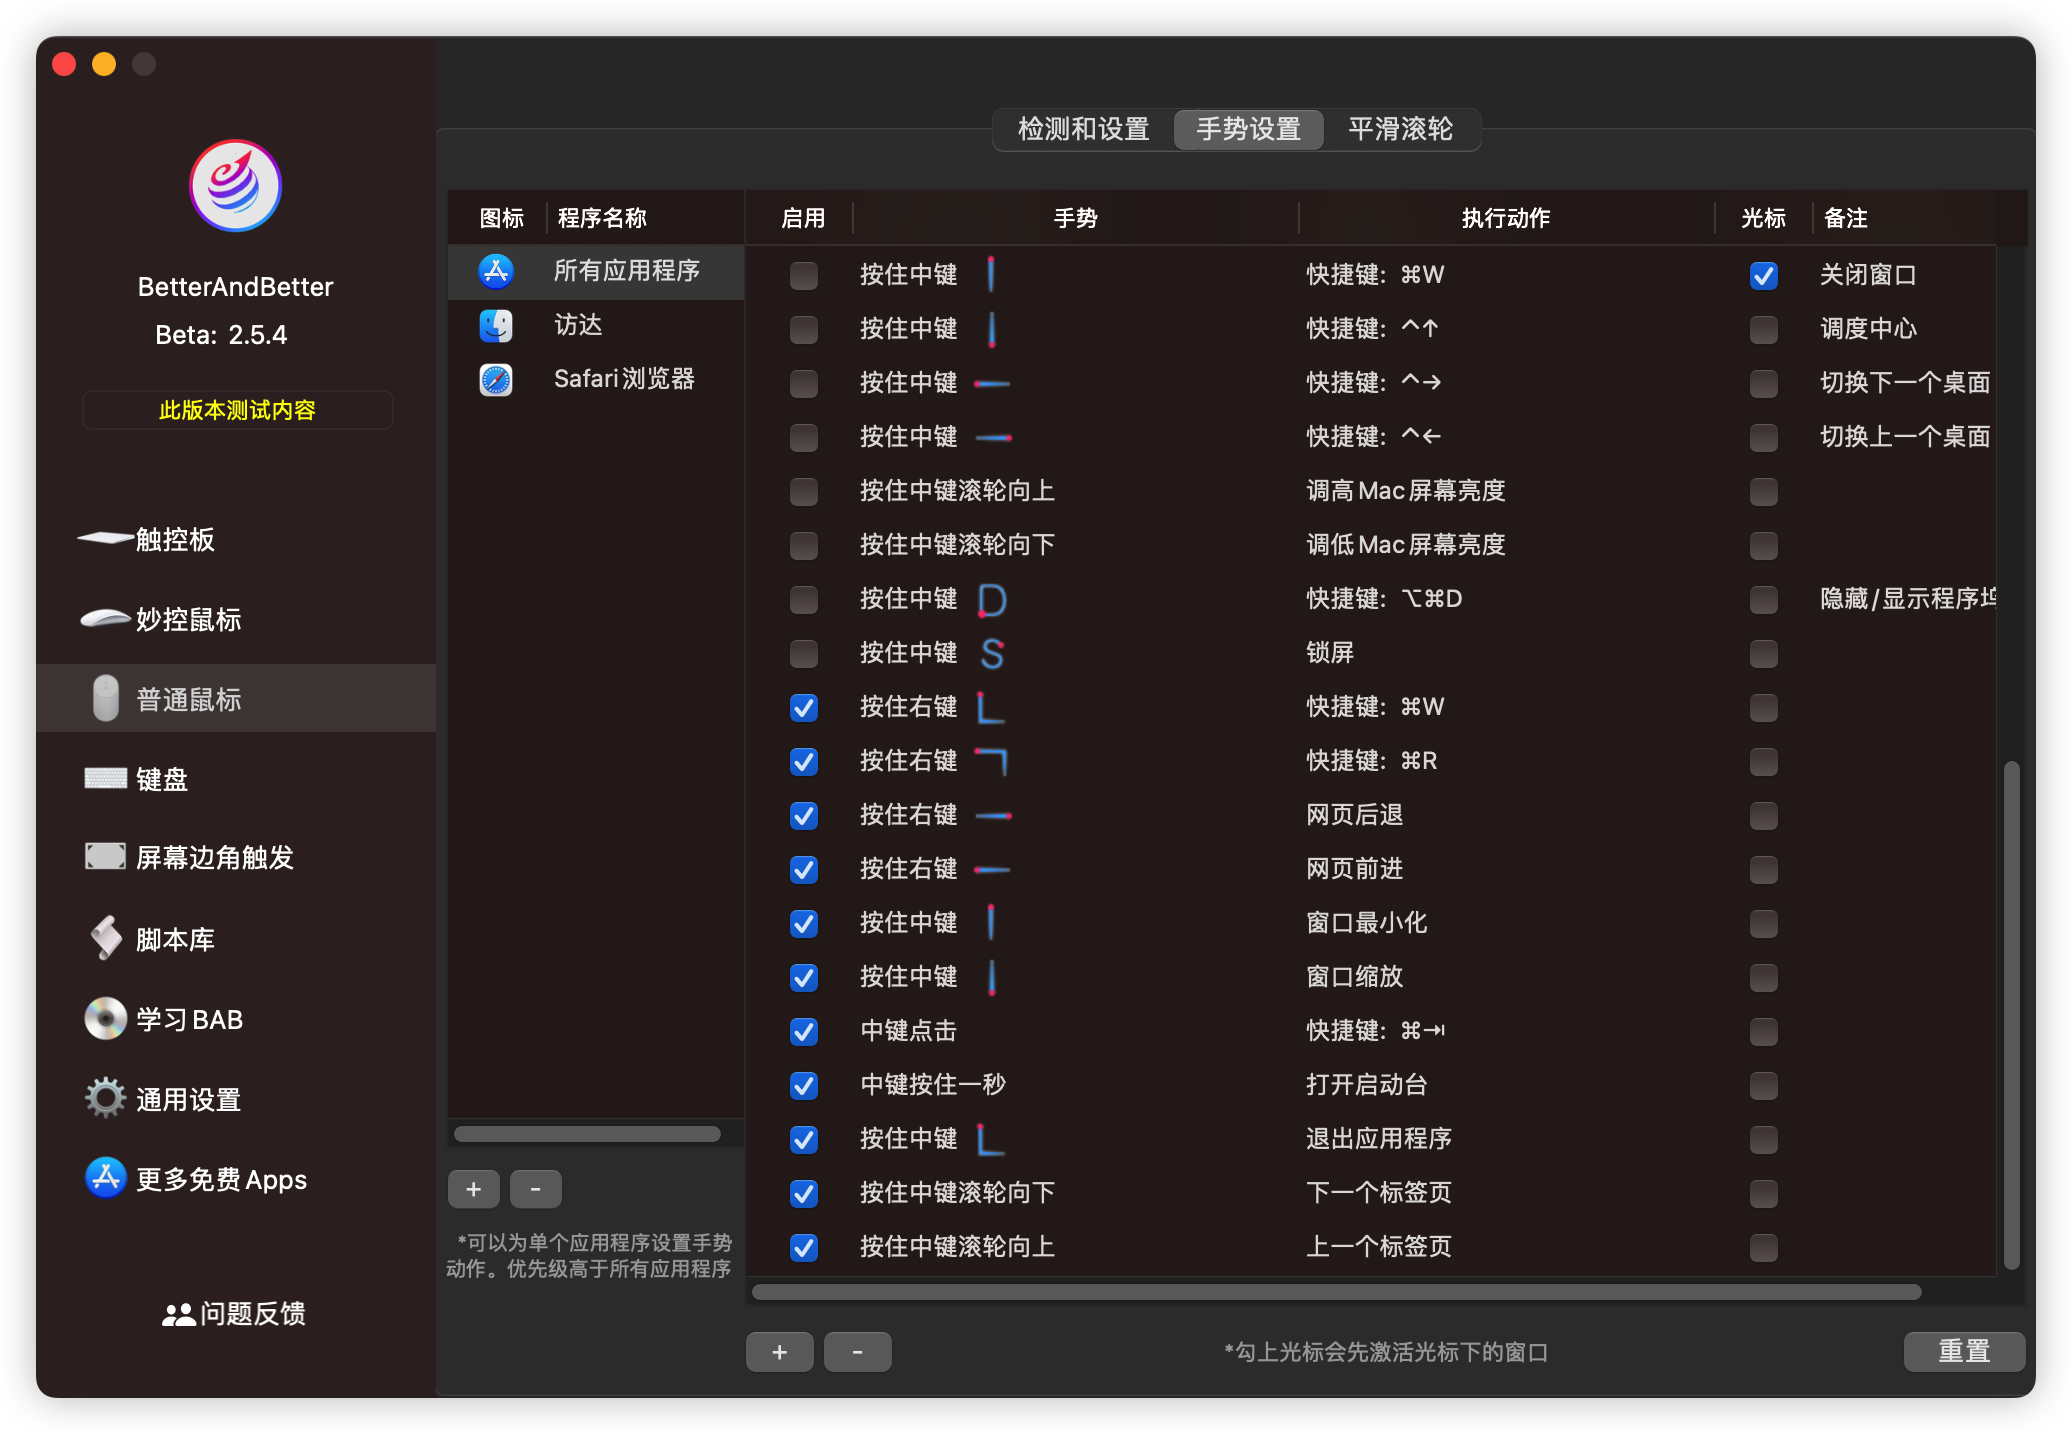 检测和设置 手势设置 平滑滚轮
BetterAndBetter
Beta: 2.5.4
此版本测试内容
触控板
妙控鼠标
普通鼠标
键盘
屏幕边角触发
脚本库
学习BAB
通用设置
更多免费Apps
问题反馈
图标 程序名称
所有应用程序
访达
Safari浏览器
+ -
*可以为单个应用程序设置手势
动作。优先级高于所有应用程序
启用 手势 执行动作 光标 备注
按住中键 快捷键: ⌘W 关闭窗口
按住中键 快捷键: ^↑ 调度中心
按住中键 快捷键: ^→ 切换下一个桌面
按住中键 快捷键: ^← 切换上一个桌面
按住中键滚轮向上 调高Mac屏幕亮度
按住中键滚轮向下 调低Mac屏幕亮度
按住中键 D 快捷键: ⌥⌘D 隐藏/显示程序坞
按住中键 S 锁屏
按住右键 快捷键: ⌘W
按住右键 快捷键: ⌘R
按住右键 网页后退
按住右键 网页前进
按住中键 窗口最小化
按住中键 窗口缩放
中键点击 快捷键: ⌘⇥
中键按住一秒 打开启动台
按住中键 退出应用程序
按住中键滚轮向下 下一个标签页
按住中键滚轮向上 上一个标签页
+ - *勾上光标会先激活光标下的窗口 重置